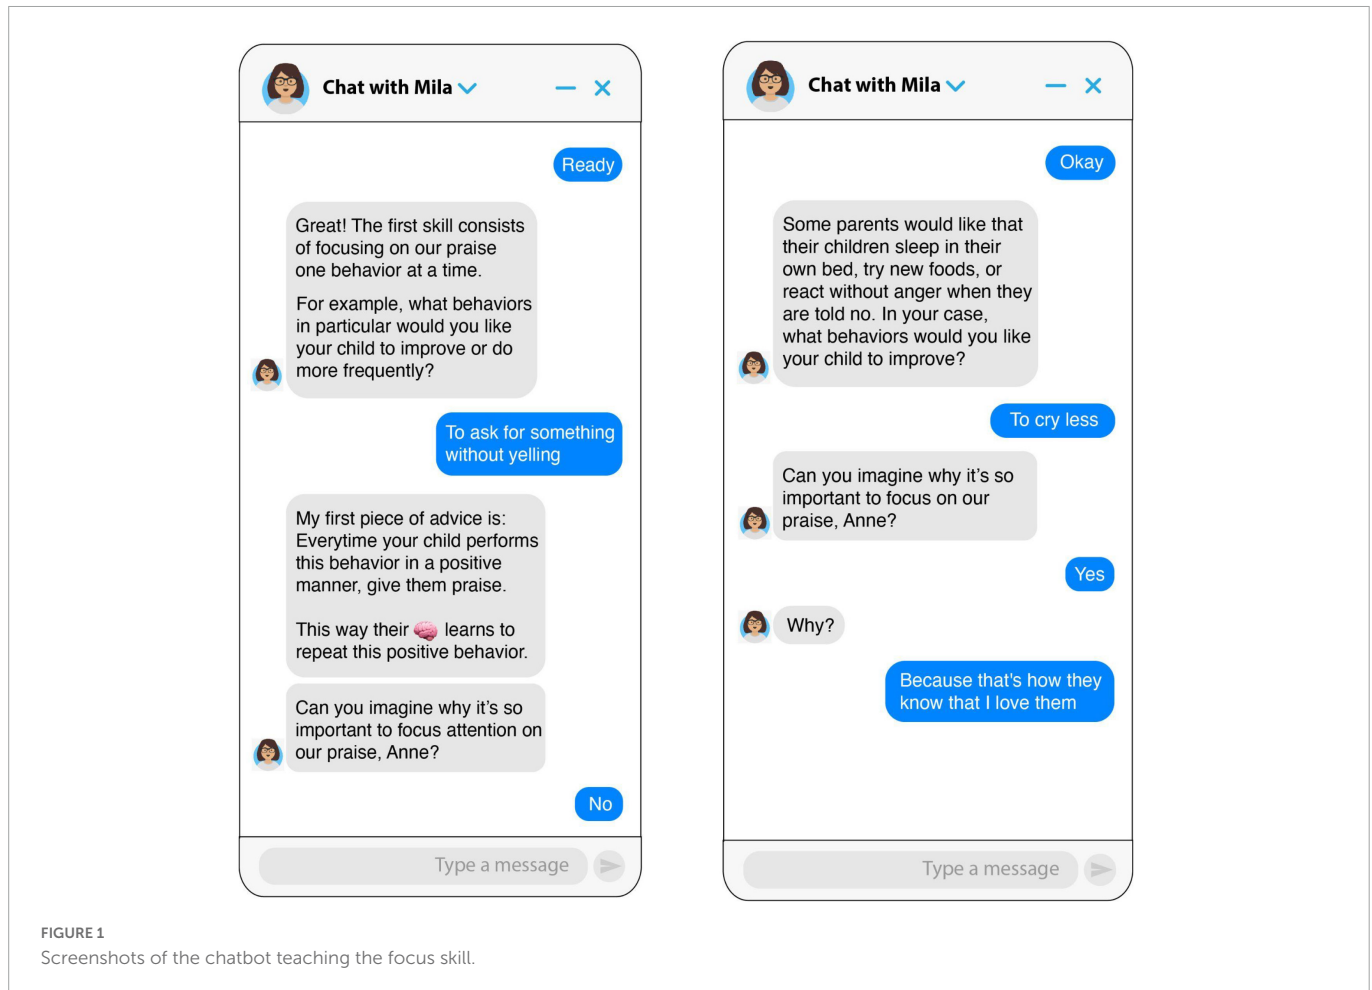 Chat with Mila
Ready
Great! The first skill consists
of focusing on our praise
one behavior at a time.
For example, what behaviors
in particular would you like
your child to improve or do
more frequently?
To ask for something
without yelling
My first piece of advice is:
Everytime your child performs
this behavior in a positive
manner, give them praise.
This way their 🧠 learns to
repeat this positive behavior.
Can you imagine why it's so
important to focus attention on
our praise, Anne?
No
Type a message
Chat with Mila
Okay
Some parents would like that
their children sleep in their
own bed, try new foods, or
react without anger when they
are told no. In your case,
what behaviors would you like
your child to improve?
To cry less
Can you imagine why it's so
important to focus on our
praise, Anne?
Yes
Why?
Because that's how they
know that I love them
Type a message
FIGURE 1
Screenshots of the chatbot teaching the focus skill.